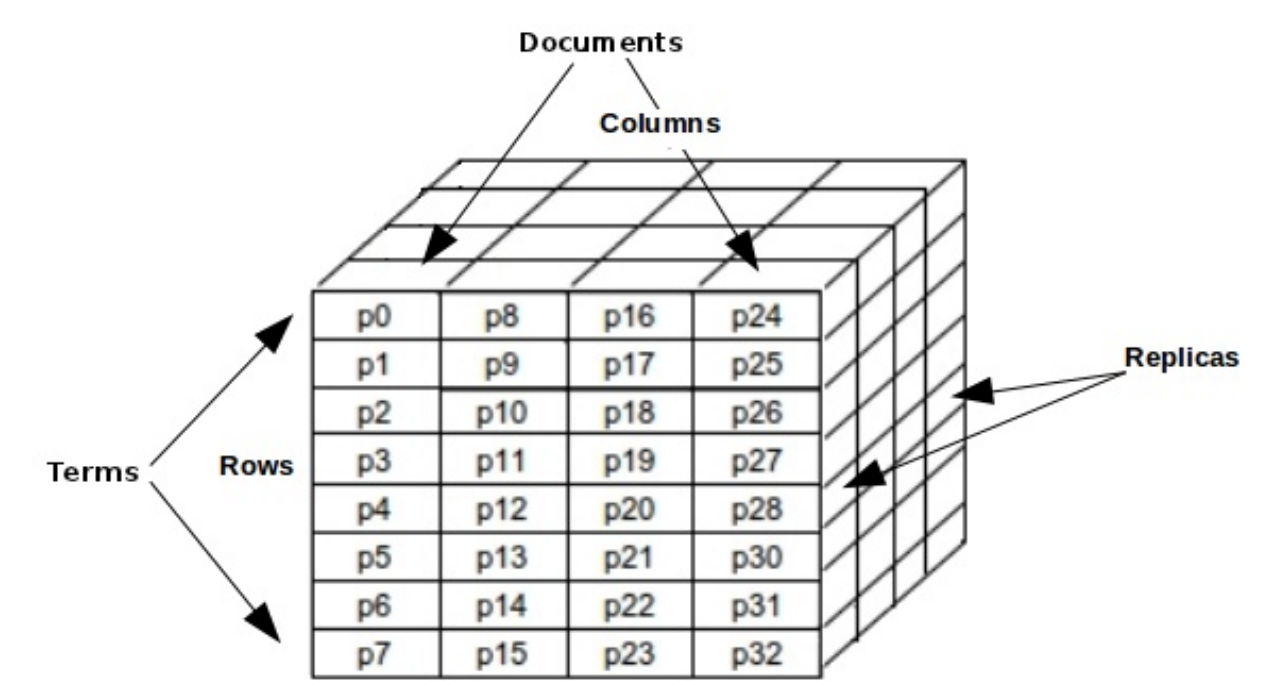 Documents
Columns
p0 p8 p16 p24
p1 p9 p17 p25
Replicas
p2 p10 p18 p26
Terms Rows p3 p11 p19 p27
p4 p12 p20 p28
p5 p13 p21 p30
p6 p14 p22 p31
p7 p15 p23 p32